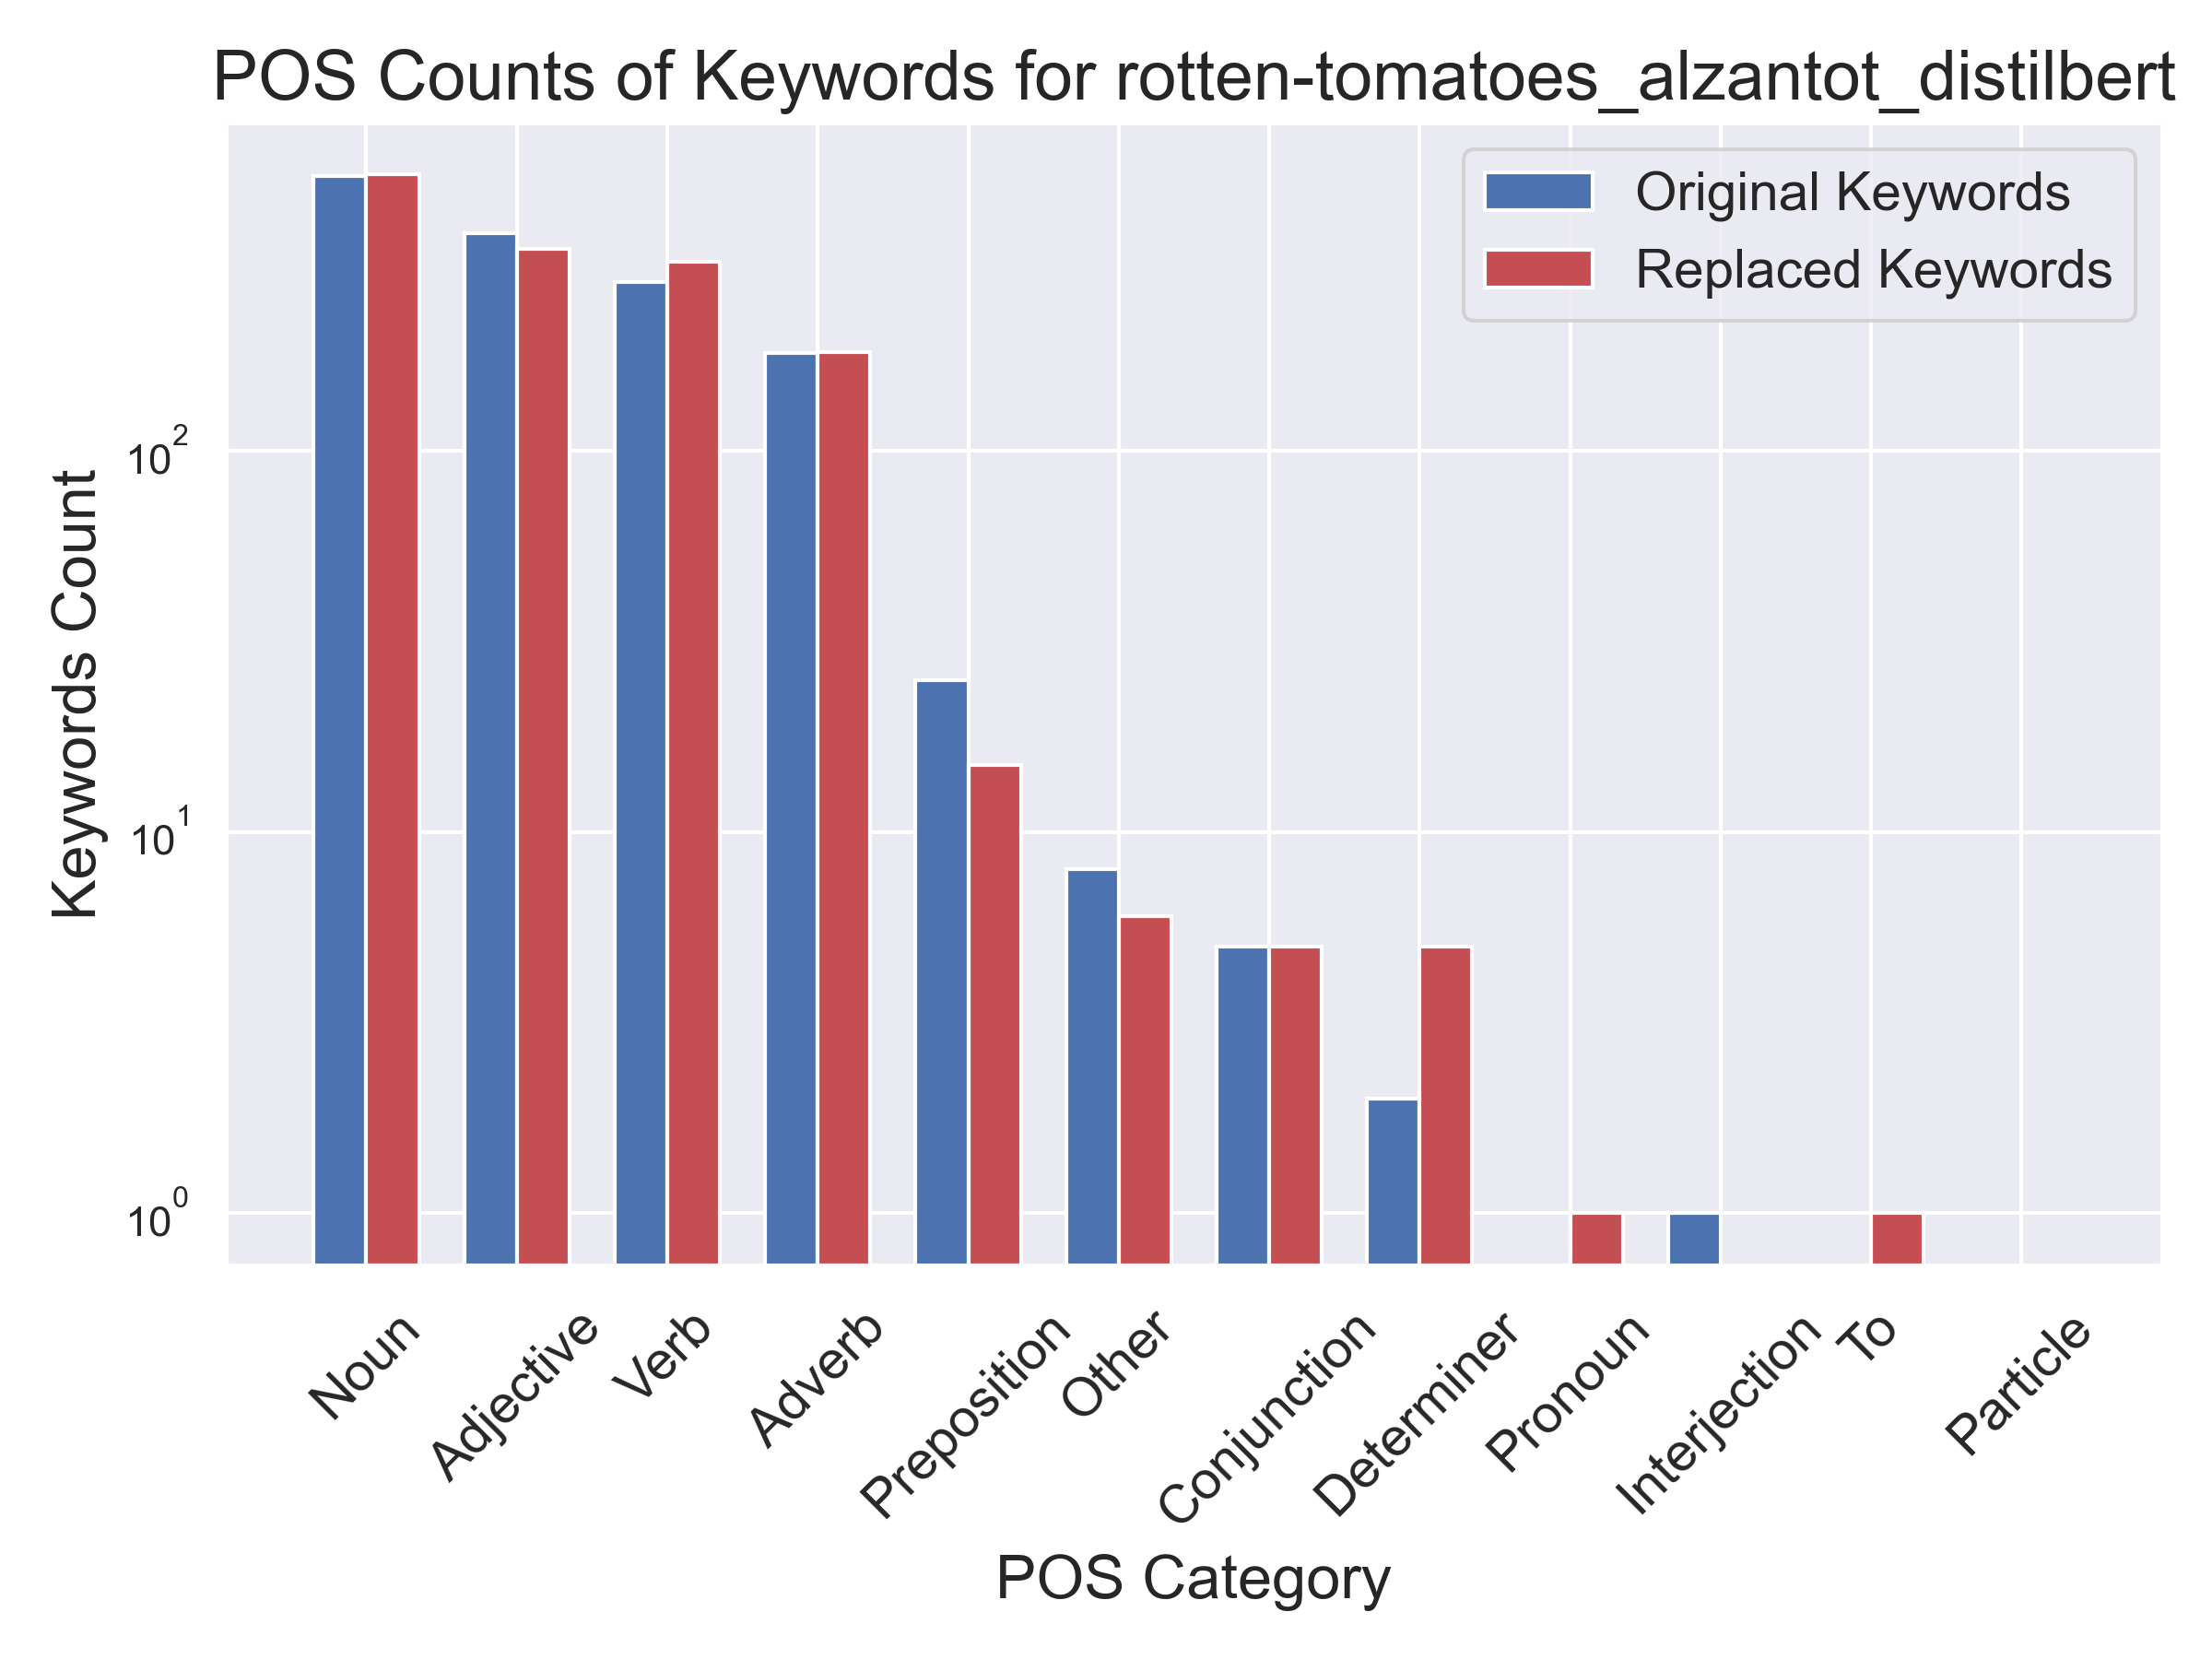 POS Counts of Keywords for rotten-tomatoes_alzantot_distilbert
Original Keywords
Replaced Keywords
Keywords Count
10^2
10^1
10^0
Noun
Adjective
Verb
Adverb
Preposition
Other
Conjunction
Determiner
Pronoun
Interjection
To
Particle
POS Category